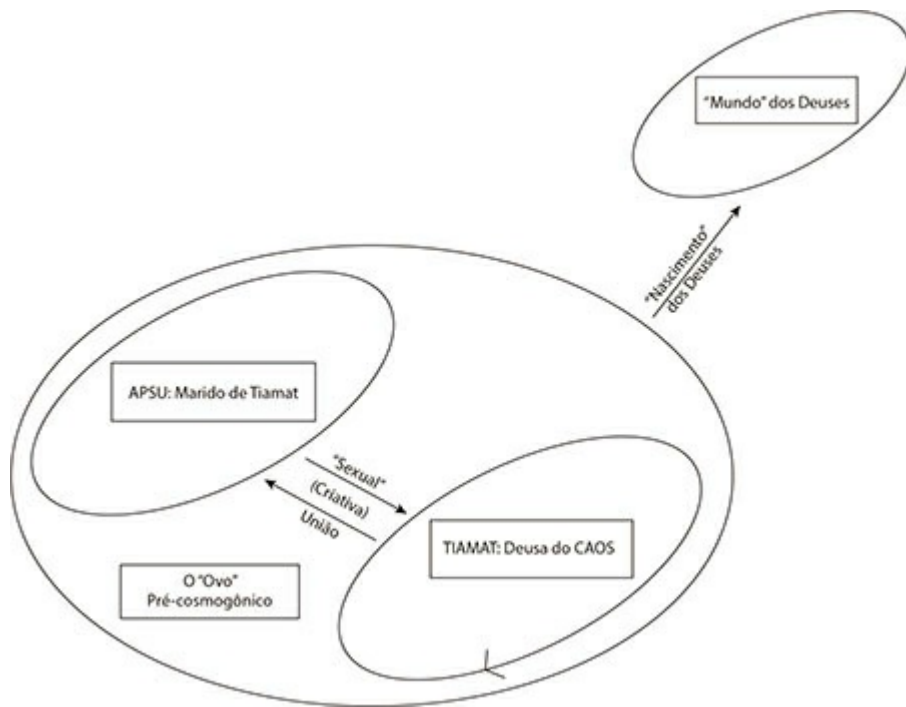 "Mundo" dos Deuses
"Nascimento"
dos Deuses
APSU: Marido de Tiamat
"Sexual"
(Criativa)
União
TIAMAT: Deusa do CAOS
O "Ovo"
Pré-cosmogônico